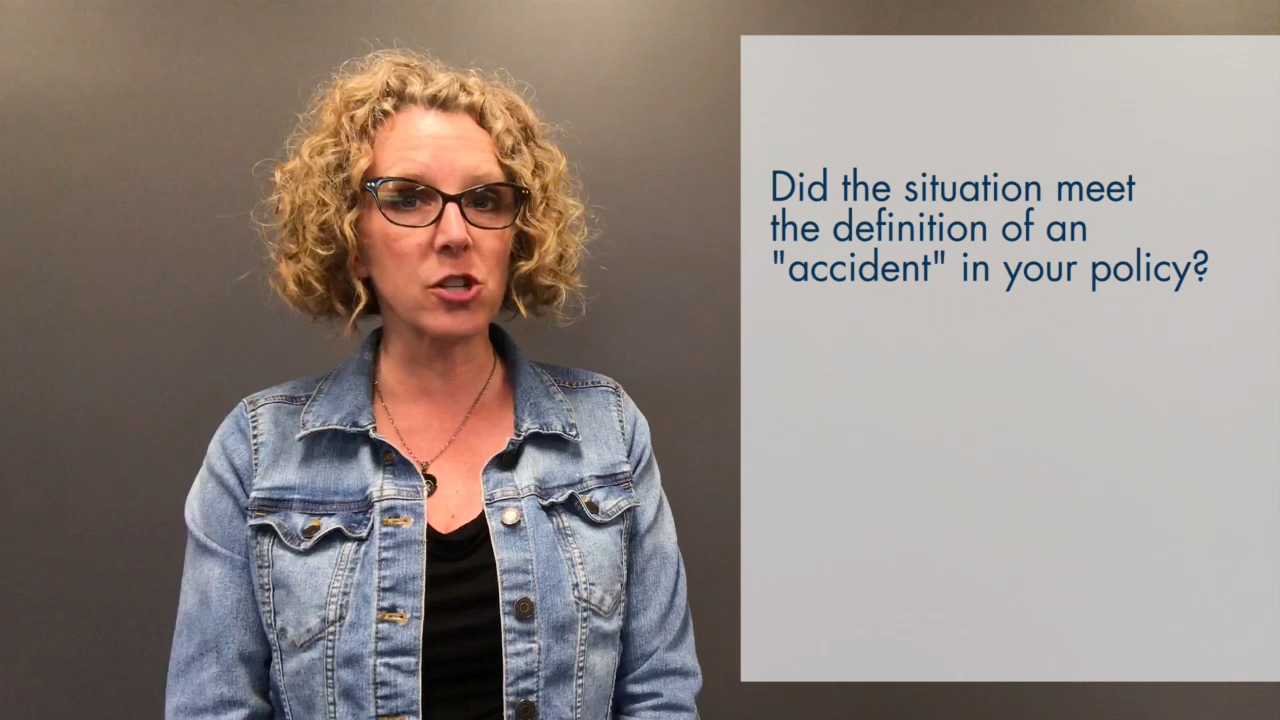 Did the situation meet
the definition of an
"accident" in your policy?